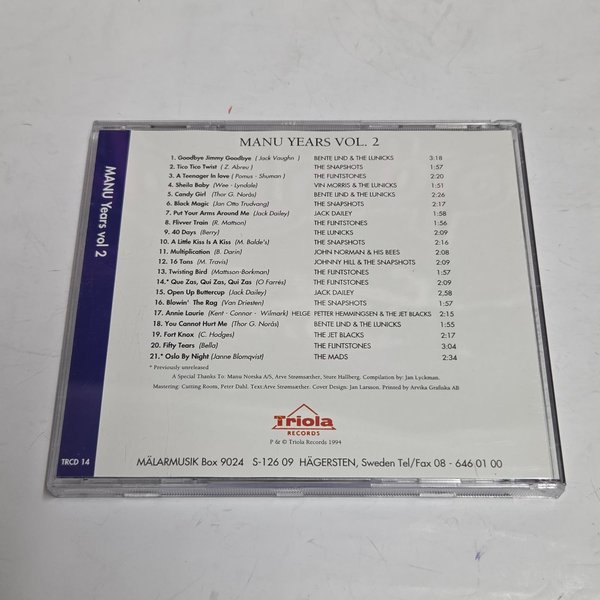 MANU YEARS VOL. 2
1. Goodbye Jimmy Goodbye ( Jack Vaughn ) BENTE LIND & THE LUNICKS 3:18
2. Tico Tico Twist ( Z. Abreu ) THE SNAPSHOTS 1:57
3. A Teenager In love ( Pomus - Shuman ) THE FLINTSTONES 2:20
4. Sheila Baby (Wee - Lyndale) VIN MORRIS & THE LUNICKS 1:51
5. Candy Girl (Thor G. Norås) BENTE LIND & THE LUNICKS 2:26
6. Black Magic (Jan Otto Trudvang) THE SNAPSHOTS 2:17
7. Put Your Arms Around Me (Jack Dailey) JACK DAILEY 1:58
8. Flivver Train (R. Mattson) THE FLINTSTONES 1:56
9. 40 Days (Berry) THE LUNICKS 2:09
10. A Little Kiss Is A Kiss (M. Balde's) THE SNAPSHOTS 2:16
11. Multiplication (B. Darin) JOHN NORMAN & HIS BEES 2:08
12. 16 Tons (M. Travis) JOHNNY HILL & THE SNAPSHOTS 2:09
13. Twisting Bird (Mattsson-Borkman) THE FLINTSTONES 1:57
14.* Que Zas, Qui Zas, Qui Zas (O Farrés) THE FLINTSTONES 2:09
15. Open Up Buttercup (Jack Dailey) JACK DAILEY 2,58
16. Blowin' The Rag (Van Driesten) THE SNAPSHOTS 1:57
17. Annie Laurie (Kent - Connor - Wilmark) HELGE PETTER HEMMINGSEN & THE JET BLACKS 2:15
18. You Cannot Hurt Me (Thor G. Norås) BENTE LIND & THE LUNICKS 1:55
19. Fort Knox (C. Hodges) THE JET BLACKS 2:17
20. Fifty Tears (Bella) THE FLINTSTONES 3:04
21.* Oslo By Night (Janne Blomqvist) THE MADS 2:34
* Previously unreleased
A Special Thanks To: Manu Norska A/S, Arve Strømsæther, Sture Hallberg. Compilation by: Jan Lyckman.
Mastering: Cutting Room, Peter Dahl. Text:Arve Strømsæther. Cover Design: Jan Larsson. Printed by Arvika Grafiska AB
Triola
RECORDS
P & © Triola Records 1994
MÄLARMUSIK Box 9024 S-126 09 HÄGERSTEN, Sweden Tel/Fax 08 - 646 01 00
MANU Years vol 2
TRCD 14